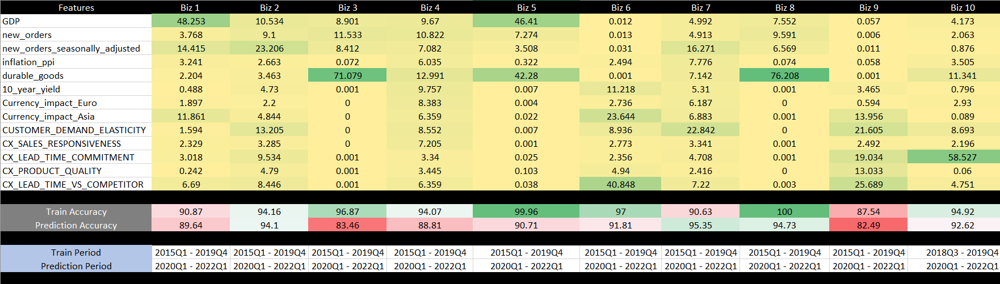 Features Biz 1 Biz 2 Biz 3 Biz 4 Biz 5 Biz 6 Biz 7 Biz 8 Biz 9 Biz 10
GDP 48.253 10.534 8.901 9.67 46.41 0.012 4.992 7.552 0.057 4.173
new_orders 3.768 9.1 11.533 10.822 7.274 0.013 4.913 9.591 0.006 2.063
new_orders_seasonally_adjusted 14.415 23.206 8.412 7.082 3.508 0.031 16.271 6.569 0.011 0.876
inflation_ppi 3.241 2.663 0.072 6.035 0.322 2.494 7.776 0.074 0.058 3.505
durable_goods 2.204 3.463 71.079 12.991 42.28 0.001 7.142 76.208 0.001 11.341
10_year_yield 0.488 4.73 0.001 9.757 0.007 11.218 5.31 0.001 3.465 0.796
Currency_impact_Euro 1.897 2.2 0 8.383 0.004 2.736 6.187 0 0.594 2.93
Currency_impact_Asia 11.861 4.844 0 6.359 0.022 23.644 6.883 0.001 13.956 0.089
CUSTOMER_DEMAND_ELASTICITY 1.594 13.205 0 8.552 0.007 8.936 22.842 0 21.605 8.693
CX_SALES_RESPONSIVENESS 2.329 3.285 0 7.205 0.001 2.773 3.341 0.001 2.492 2.196
CX_LEAD_TIME_COMMITMENT 3.018 9.534 0.001 3.34 0.025 2.356 4.708 0.001 19.034 58.527
CX_PRODUCT_QUALITY 0.242 4.79 0.001 3.445 0.103 4.94 2.416 0 13.033 0.06
CX_LEAD_TIME_VS_COMPETITOR 6.69 8.446 0.001 6.359 0.038 40.848 7.22 0.003 25.689 4.751
Train Accuracy 90.87 94.16 96.87 94.07 99.96 97 90.63 100 87.54 94.92
Prediction Accuracy 89.64 94.1 83.46 88.81 90.71 91.81 95.35 94.73 82.49 92.62
Train Period 2015Q1 - 2019Q4 2015Q1 - 2019Q4 2015Q1 - 2019Q4 2015Q1 - 2019Q4 2015Q1 - 2019Q4 2015Q1 - 2019Q4 2015Q1 - 2019Q4 2015Q1 - 2019Q4 2015Q1 - 2019Q4 2018Q3 - 2019Q4
Prediction Period 2020Q1 - 2022Q1 2020Q1 - 2022Q1 2020Q1 - 2022Q1 2020Q1 - 2022Q1 2020Q1 - 2022Q1 2020Q1 - 2022Q1 2020Q1 - 2022Q1 2020Q1 - 2022Q1 2020Q1 - 2022Q1 2020Q1 - 2022Q1